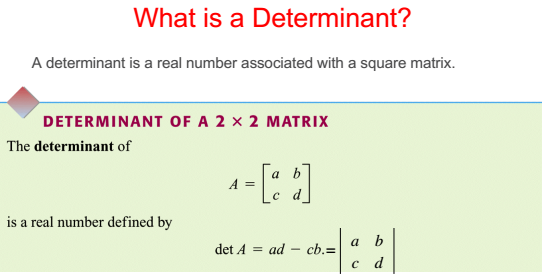 What is a Determinant?
A determinant is a real number associated with a square matrix.
DETERMINANT OF A 2 × 2 MATRIX
The determinant of
A = [ a b
c d ]
is a real number defined by
det A = ad − cb.= | a b
c d |